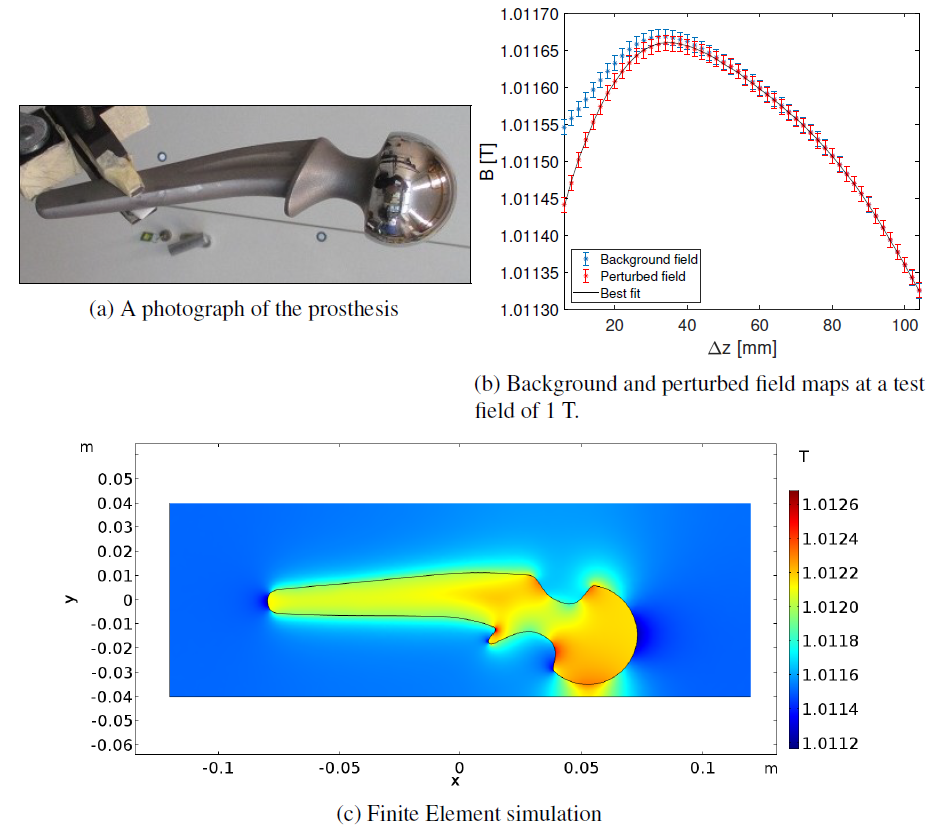 (a) A photograph of the prosthesis
1.01170
1.01165
1.01160
1.01155
1.01150
1.01145
1.01140
1.01135
1.01130
B [T]
Background field
Perturbed field
Best fit
20 40 60 80 100
Δz [mm]
(b) Background and perturbed field maps at a test
field of 1 T.
m
T
0.05
0.04
0.03
0.02
0.01
0
-0.01
-0.02
-0.03
-0.04
-0.05
-0.06
y
1.0126
1.0124
1.0122
1.0120
1.0118
1.0116
1.0114
1.0112
-0.1 -0.05 0 0.05 0.1 m
x
(c) Finite Element simulation